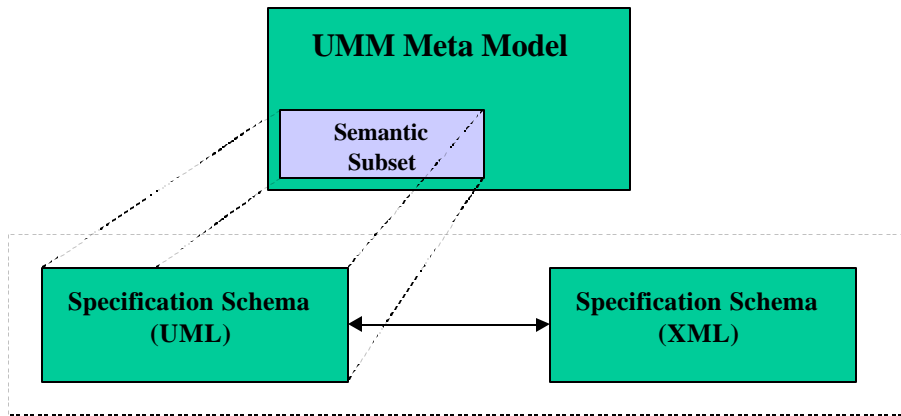 UMM Meta Model
Semantic
Subset
Specification Schema
(UML)
Specification Schema
(XML)